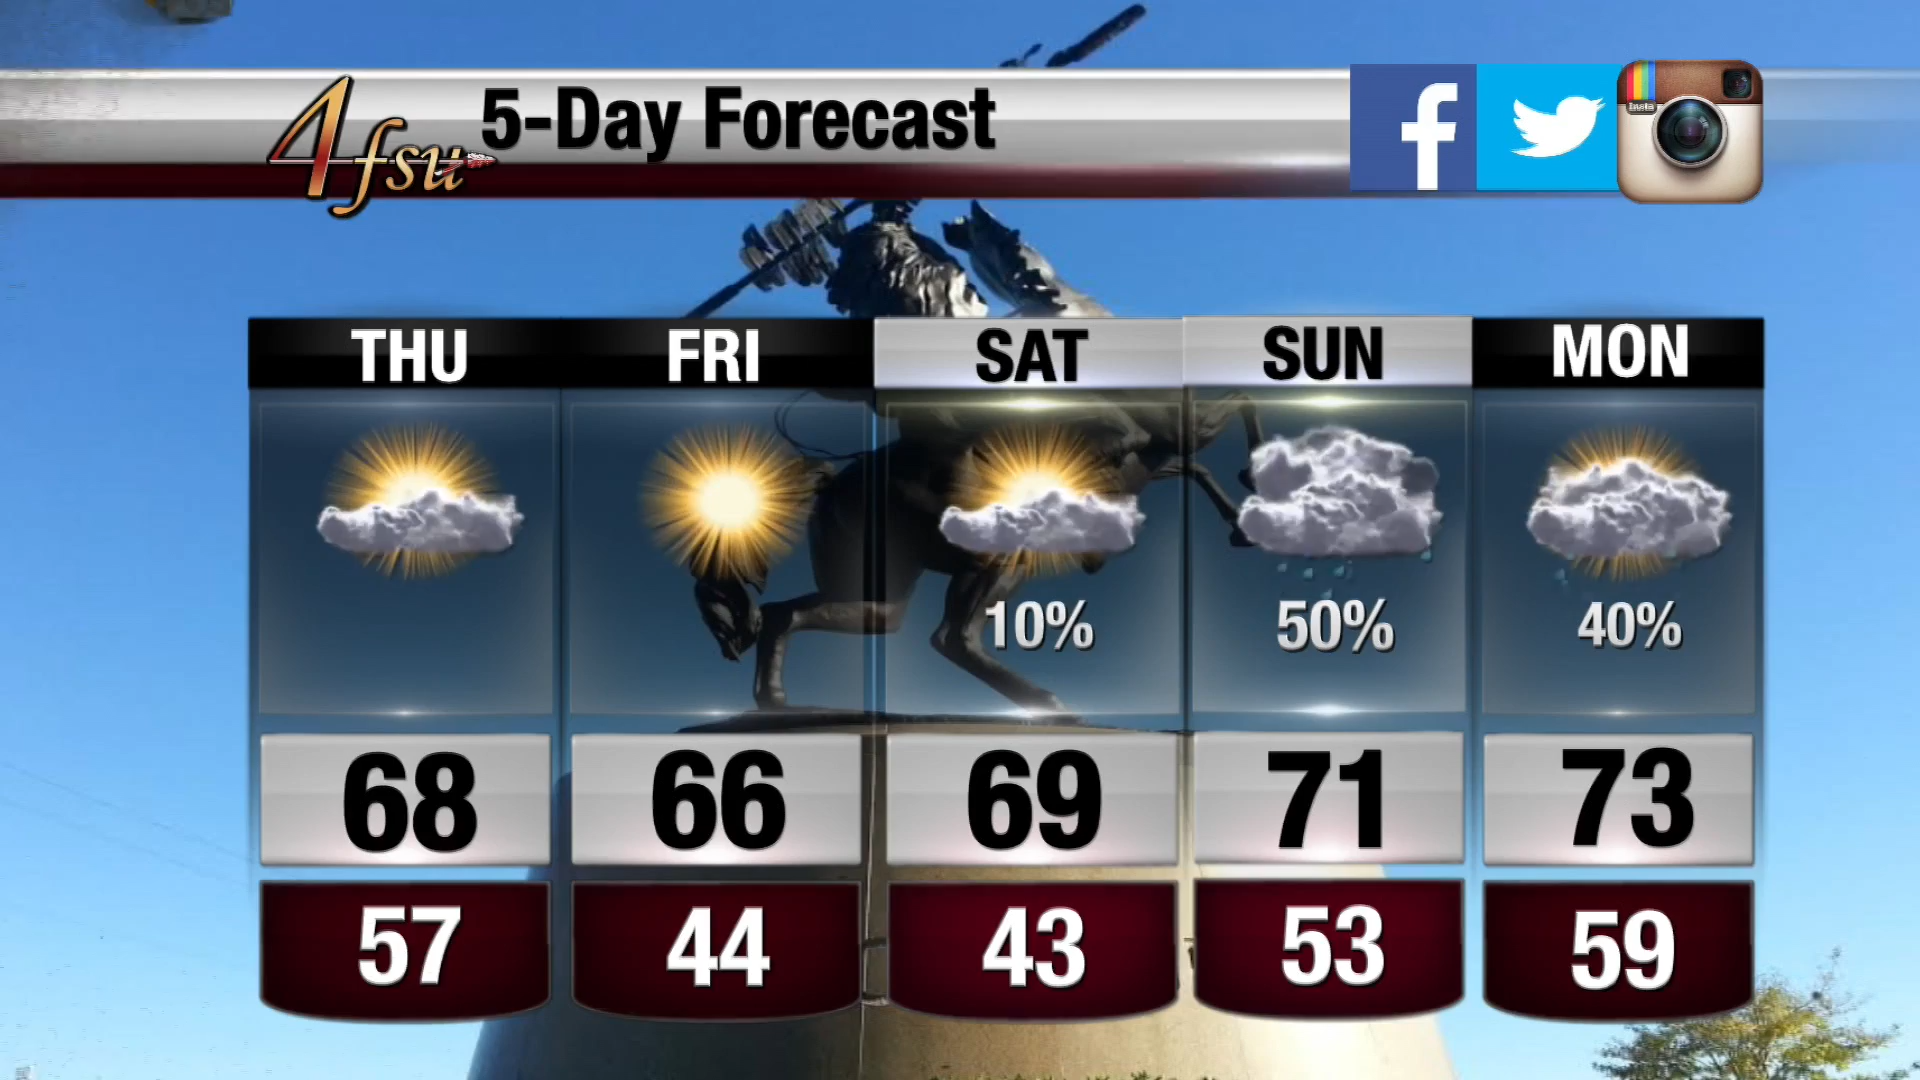 4fsu 5-Day Forecast
Insta
THU FRI SAT SUN MON
10% 50% 40%
68 66 69 71 73
57 44 43 53 59